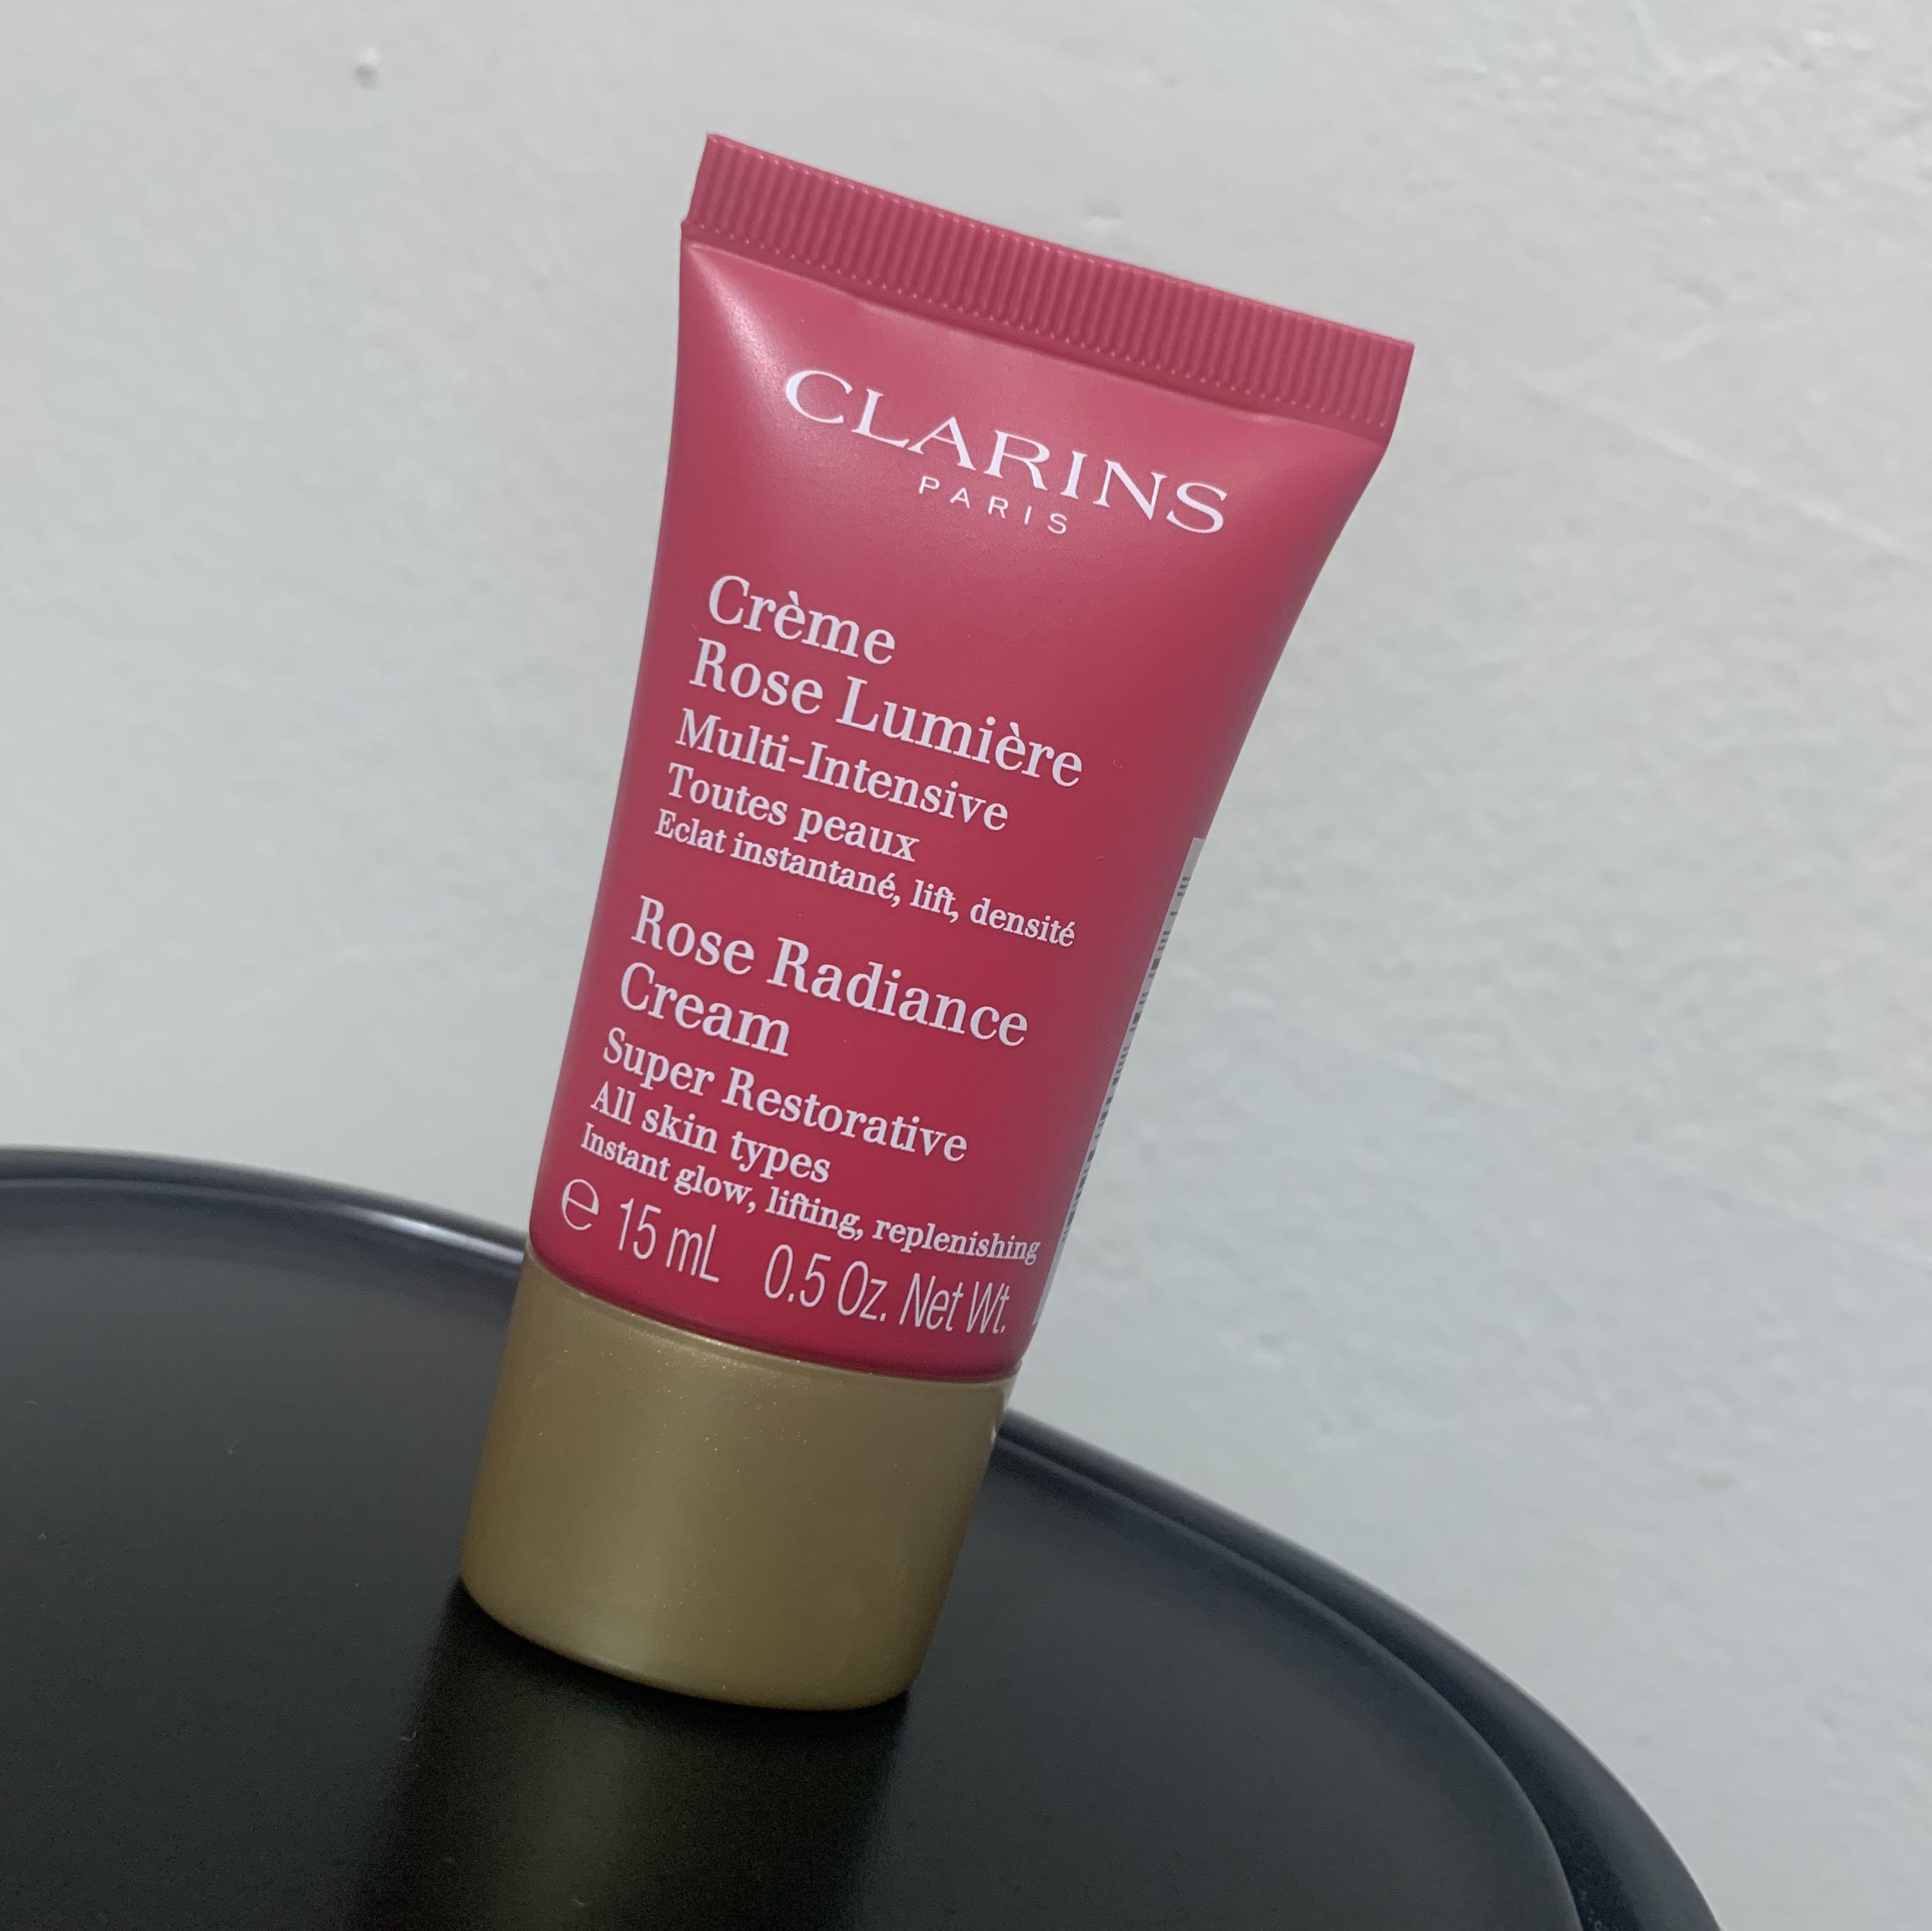 CLARINS
PARIS
Crème
Rose Lumière
Multi-Intensive
Toutes peaux
Eclat instantané, lift, densité
Rose Radiance
Cream
Super Restorative
All skin types
Instant glow, lifting, replenishing
℮ 15 mL 0.5 Oz. Net Wt.